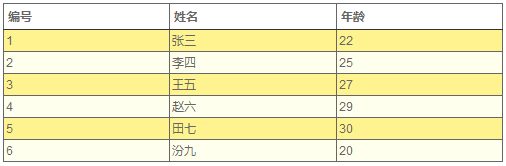 编号 姓名 年龄
1 张三 22
2 李四 25
3 王五 27
4 赵六 29
5 田七 30
6 汾九 20